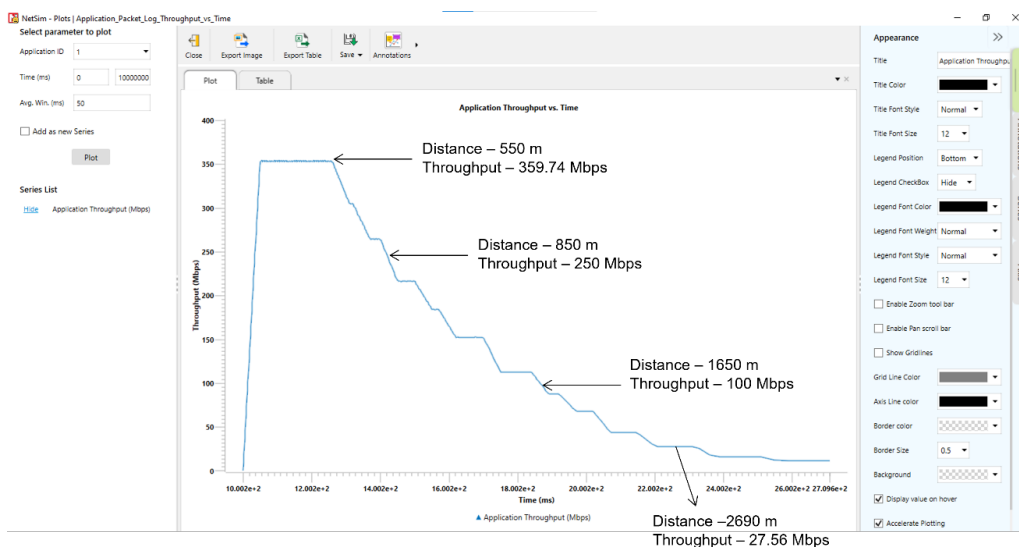 NetSim - Plots | Application_Packet_Log_Throughput_vs_Time
Select parameter to plot
Application ID 1
Time (ms) 0 10000000
Avg. Win. (ms) 50
Add as new Series
Plot
Series List
Hide Application Throughput (Mbps)
Close Export Image Export Table Save Annotations
Plot Table
Application Throughput vs. Time
Throughput (Mbps)
400
350
300
250
200
150
100
50
0
Distance – 550 m
Throughput – 359.74 Mbps
Distance – 850 m
Throughput – 250 Mbps
Distance – 1650 m
Throughput – 100 Mbps
10.002e+2 12.002e+2 14.002e+2 16.002e+2 18.002e+2 20.002e+2 22.002e+2 24.002e+2 26.002e+2 27.096e+2
Time (ms)
Application Throughput (Mbps)
Distance –2690 m
Throughput – 27.56 Mbps
Appearance
Title Application Throughpu
Title Color
Title Font Style Normal
Title Font Size 12
Legend Position Bottom
Legend CheckBox Hide
Legend Font Color
Legend Font Weight Normal
Legend Font Style Normal
Legend Font Size 12
Enable Zoom tool bar
Enable Pan scroll bar
Show Gridlines
Grid Line Color
Axis Line color
Border color
Border Size 0.5
Background
Display value on hover
Accelerate Plotting